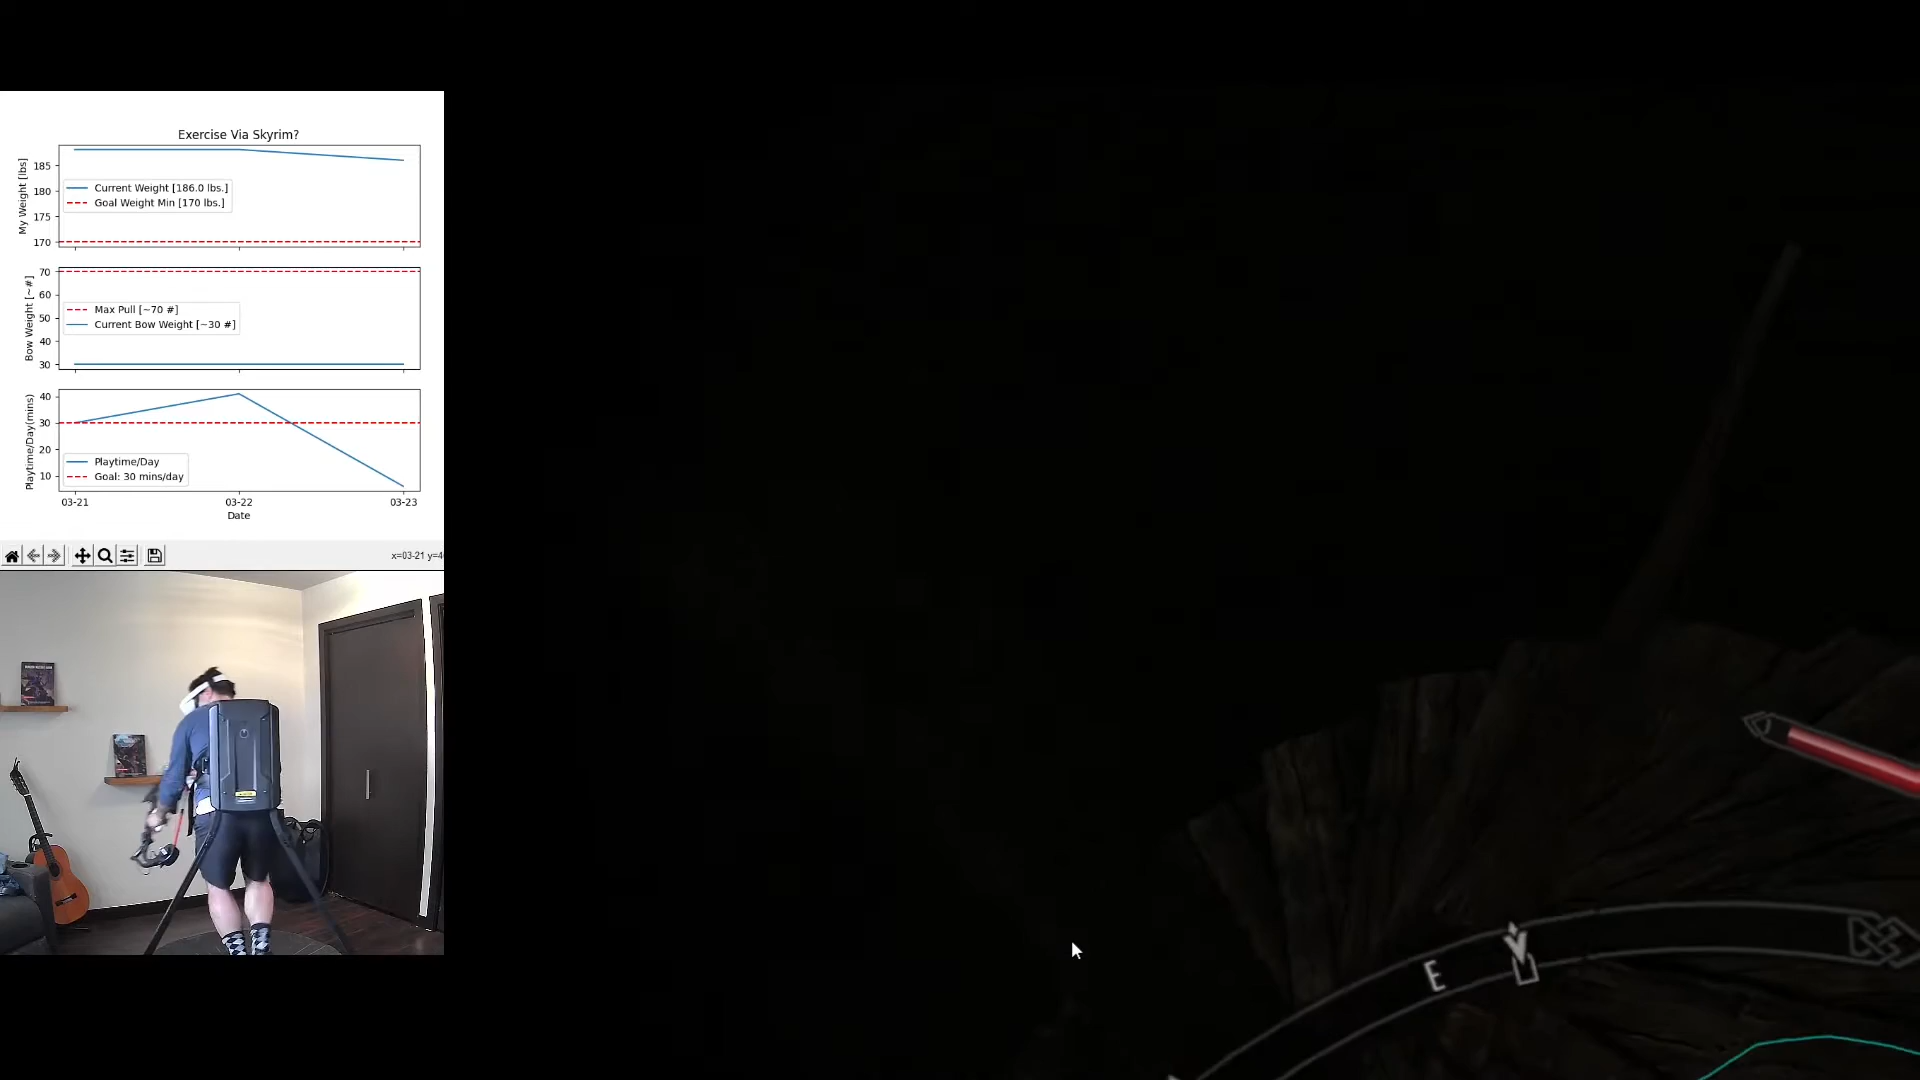 Exercise Via Skyrim?
My Weight [lbs]
185
180
175
170
Current Weight [186.0 lbs.]
Goal Weight Min [170 lbs.]
Bow Weight [~#]
70
60
50
40
30
Max Pull [~70 #]
Current Bow Weight [~30 #]
Playtime/Day(mins)
40
30
20
10
Playtime/Day
Goal: 30 mins/day
03-21 03-22 03-23
Date
x=03-21 y=4
E